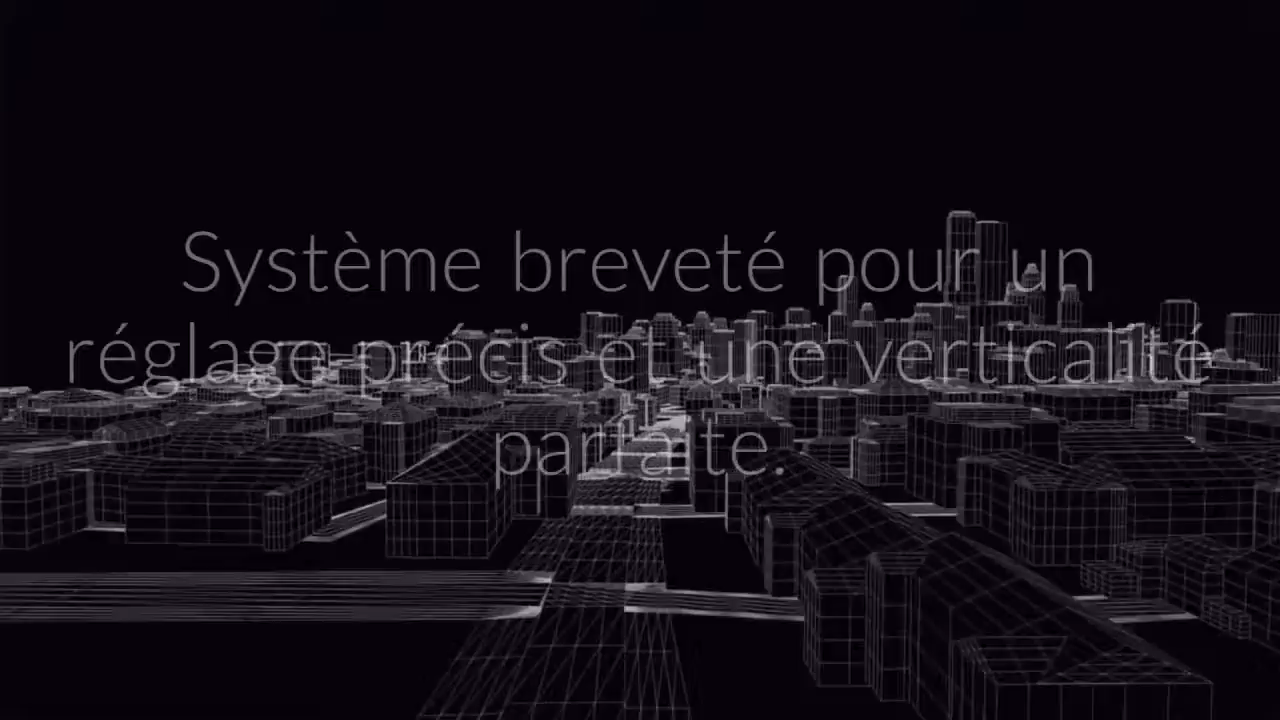 Système breveté pour un
réglage précis et une verticalité
parfaite.